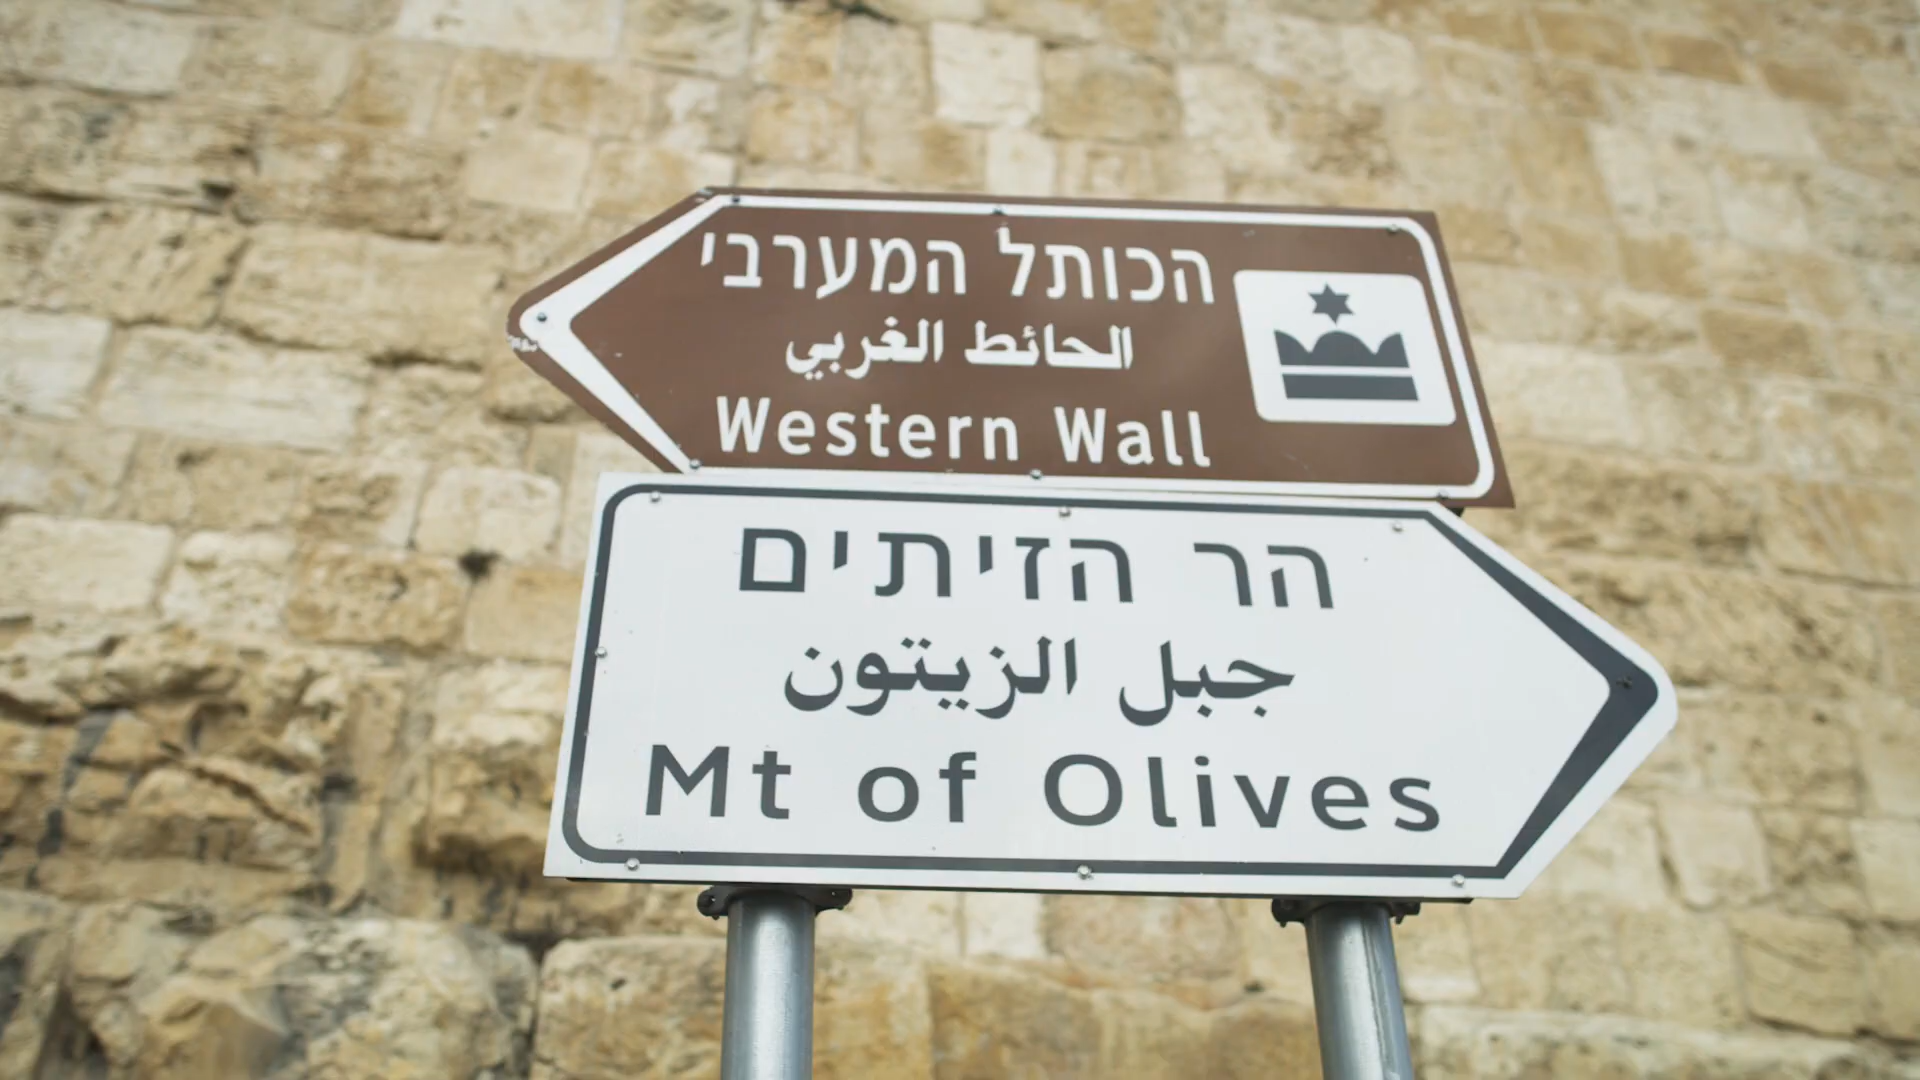 הכותל המערבי
الحائط الغربي
Western Wall
הר הזיתים
جبل الزيتون
Mt of Olives